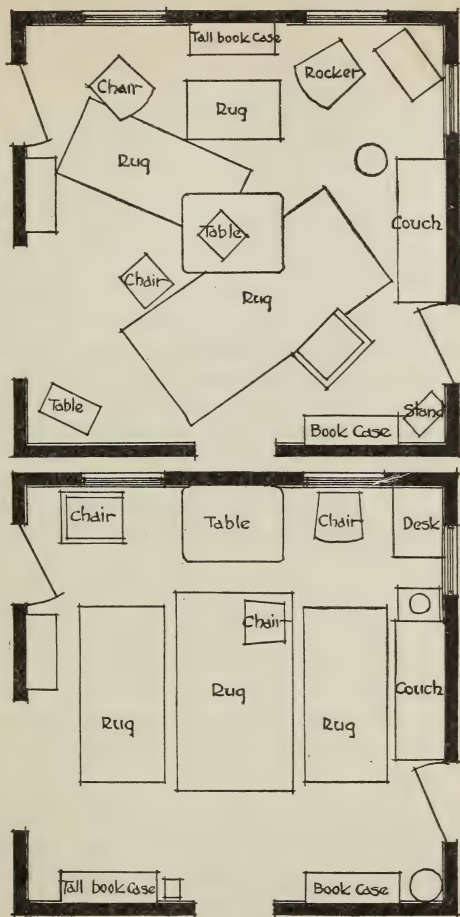 Tall book Case
Chair
Rocker
Rug
Rug
Couch
Table
Chair
Rug
Table
Stand
Book Case
Chair
Table
Chair
Desk
Chair
Rug
Rug
Rug
Couch
Tall book Case
Book Case